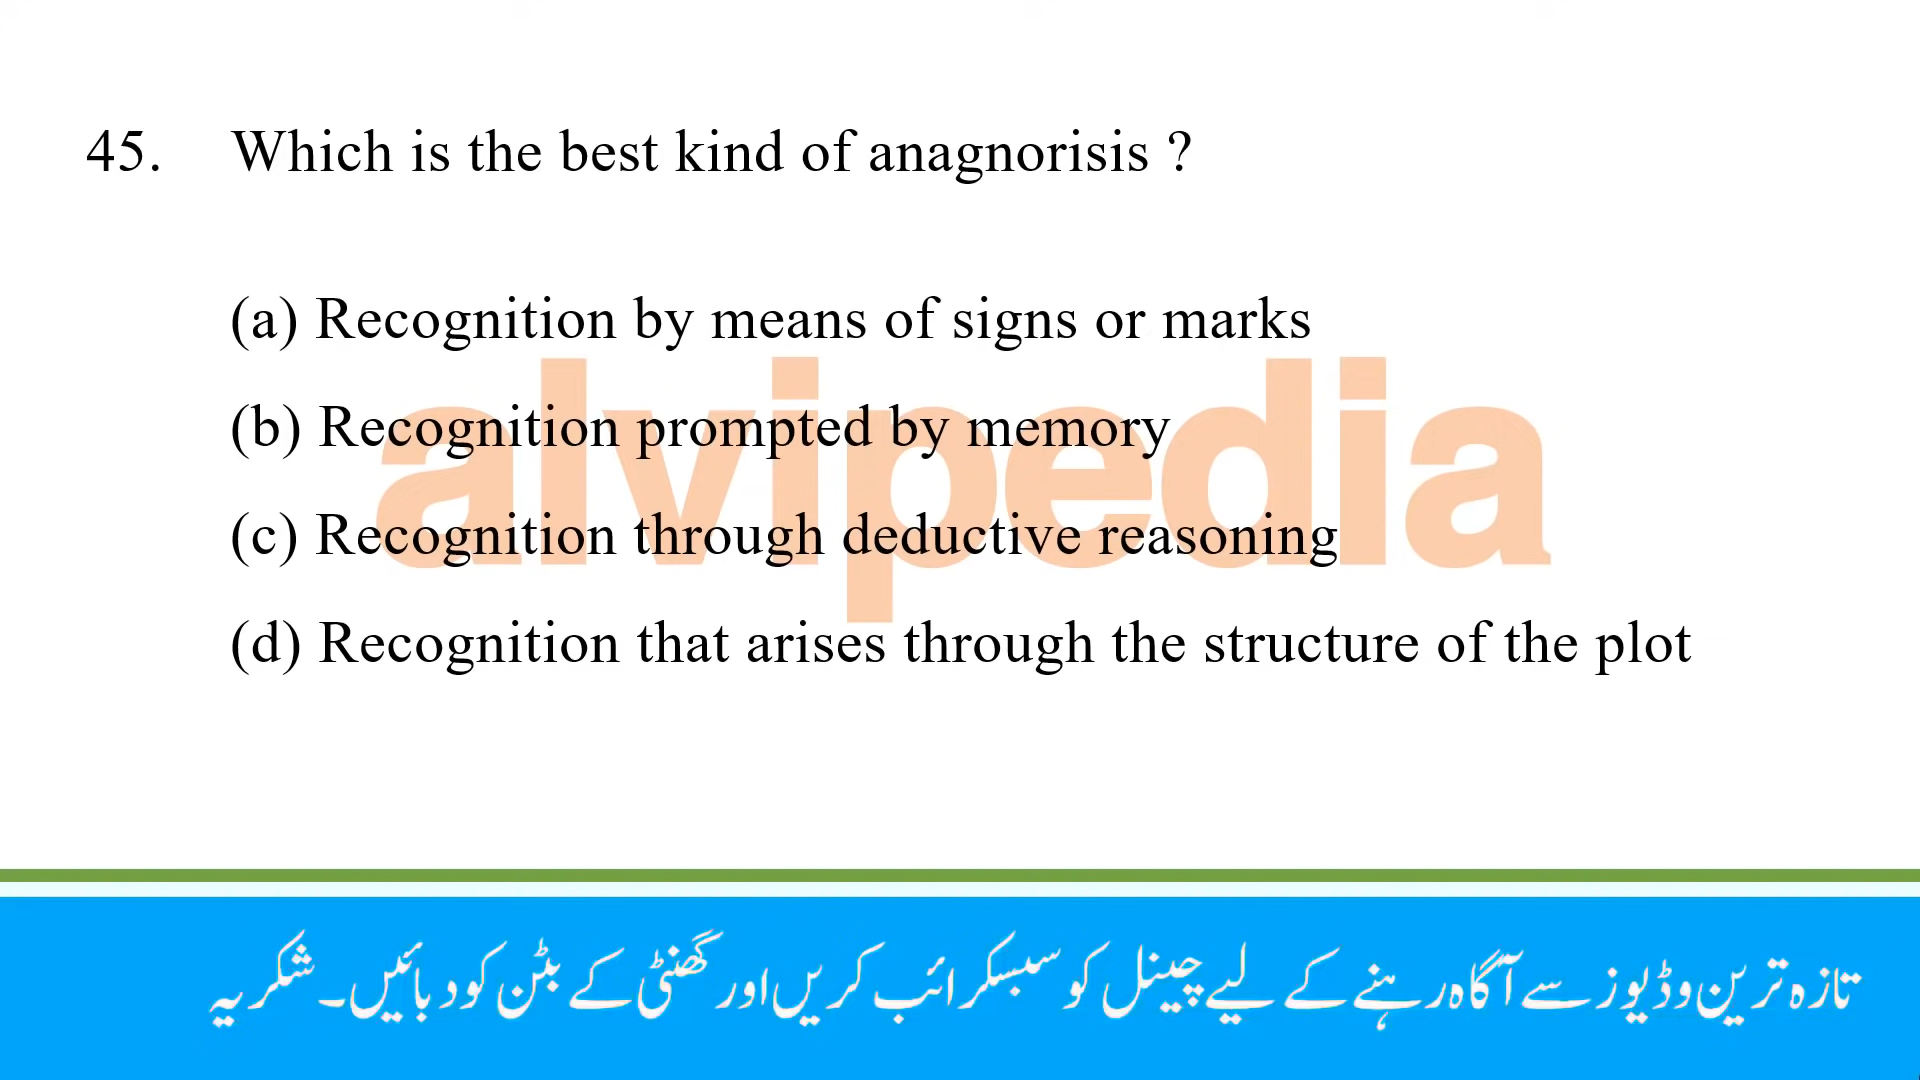 45. Which is the best kind of anagnorisis ?
(a) Recognition by means of signs or marks
(b) Recognition prompted by memory
(c) Recognition through deductive reasoning
(d) Recognition that arises through the structure of the plot
alvipedia
تازہ ترین وڈیوز سے آگاہ رہنے کے لیے چینل کو سبسکرائب کریں اور گھنٹی کے بٹن کو دبائیں۔ شکریہ